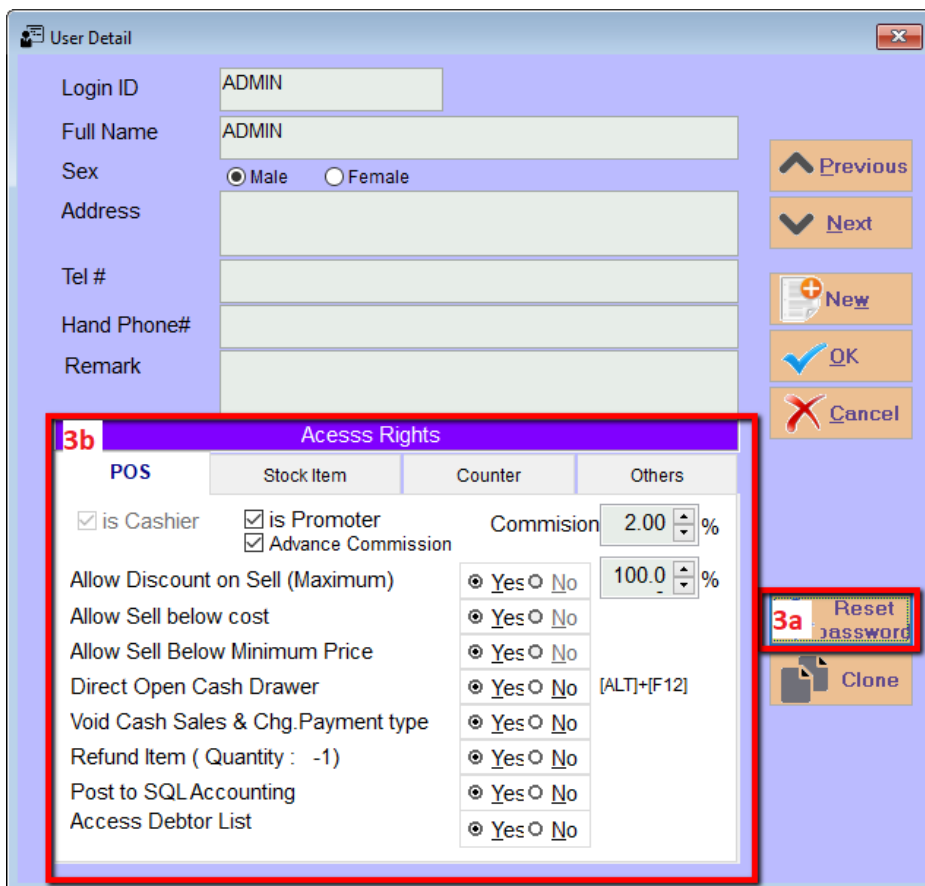 User Detail
Login ID
ADMIN
Full Name
ADMIN
Sex
Male
Female
Address
Tel #
Hand Phone#
Remark
Previous
Next
New
OK
Cancel
3b
Acesss Rights
POS
Stock Item
Counter
Others
is Cashier
is Promoter
Commision
2.00
%
Advance Commission
Allow Discount on Sell (Maximum)
Yes
No
100.0
%
Allow Sell below cost
Yes
No
Allow Sell Below Minimum Price
Yes
No
Direct Open Cash Drawer
Yes
No
[ALT]+[F12]
Void Cash Sales & Chg.Payment type
Yes
No
Refund Item ( Quantity : -1)
Yes
No
Post to SQL Accounting
Yes
No
Access Debtor List
Yes
No
3a
Reset
password
Clone